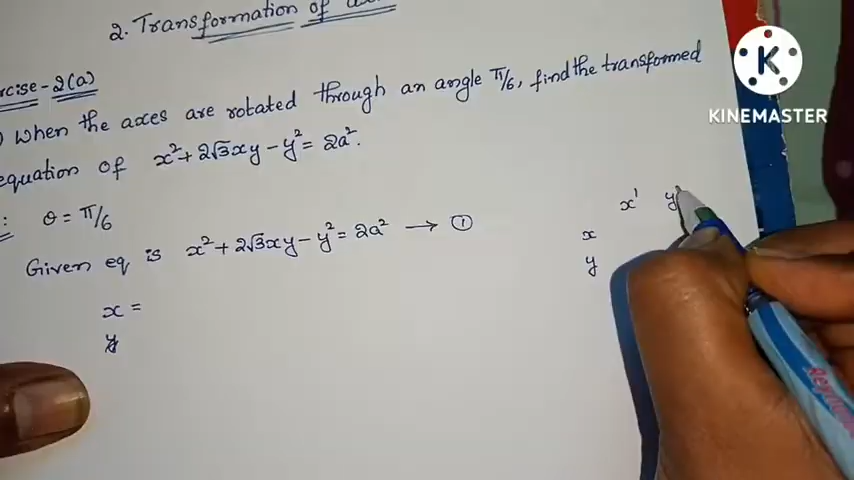 2. Transformation of
2(a)
When the axes are rotated through an angle π/6, find the transformed
equation of x²+2√3xy-y²=2a².
: θ = π/6
Given eq is x²+2√3xy-y²=2a² → ①
x' y'
x
y
x =
y
K
KINEMASTER